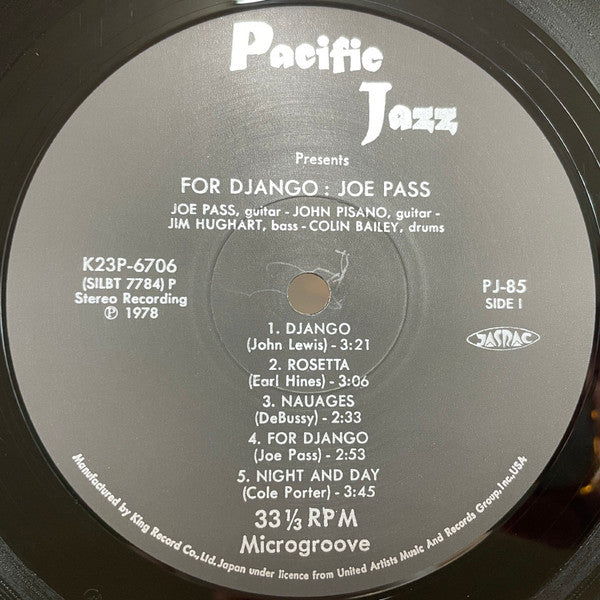 Pacific
Jazz
Presents
FOR DJANGO : JOE PASS
JOE PASS, guitar - JOHN PISANO, guitar -
JIM HUGHART, bass - COLIN BAILEY, drums
K23P-6706
(SILBT 7784) P
Stereo Recording
Ⓟ 1978
PJ-85
SIDE I
JASRAC
1. DJANGO
(John Lewis) - 3:21
2. ROSETTA
(Earl Hines) - 3:06
3. NAUAGES
(DeBussy) - 2:33
4. FOR DJANGO
(Joe Pass) - 2:53
5. NIGHT AND DAY
(Cole Porter) - 3:45
33 ⅓ RPM
Microgroove
Manufactured by King Record Co., Ltd, Japan under licence from United Artists Music And Records Group, Inc, USA